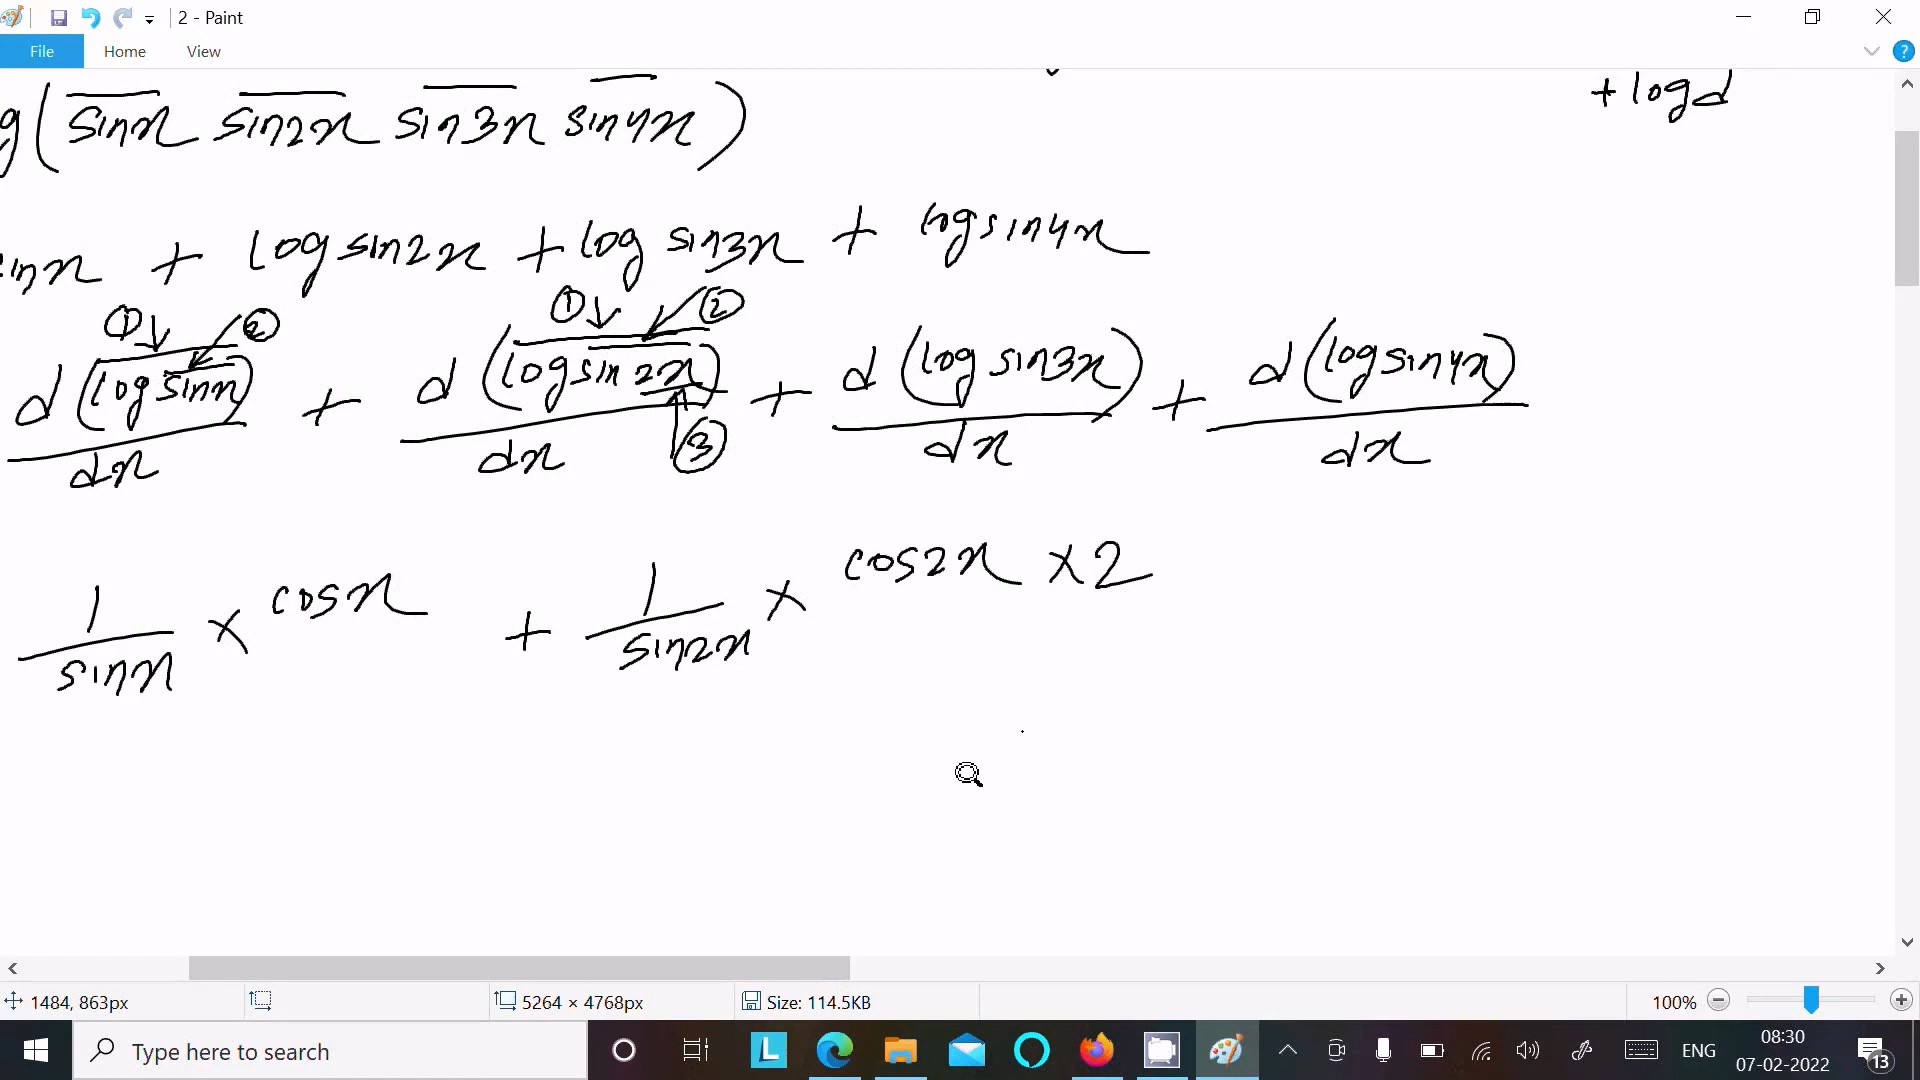 2 - Paint
File Home View
+ log d
g(sinx sin2x sin3x sin4x)
sinx + log sin2x + log sin3x + log sin4x
① ② ① ②
d(log sinx)/dx + d(log sin2x)/dx + d(log sin3x)/dx + d(log sin4x)/dx
③
1/sinx × cosx + 1/sin2x × cos2x × 2
1484, 863px 5264 × 4768px Size: 114.5KB 100%
Type here to search L ENG 08:30
07-02-2022 13